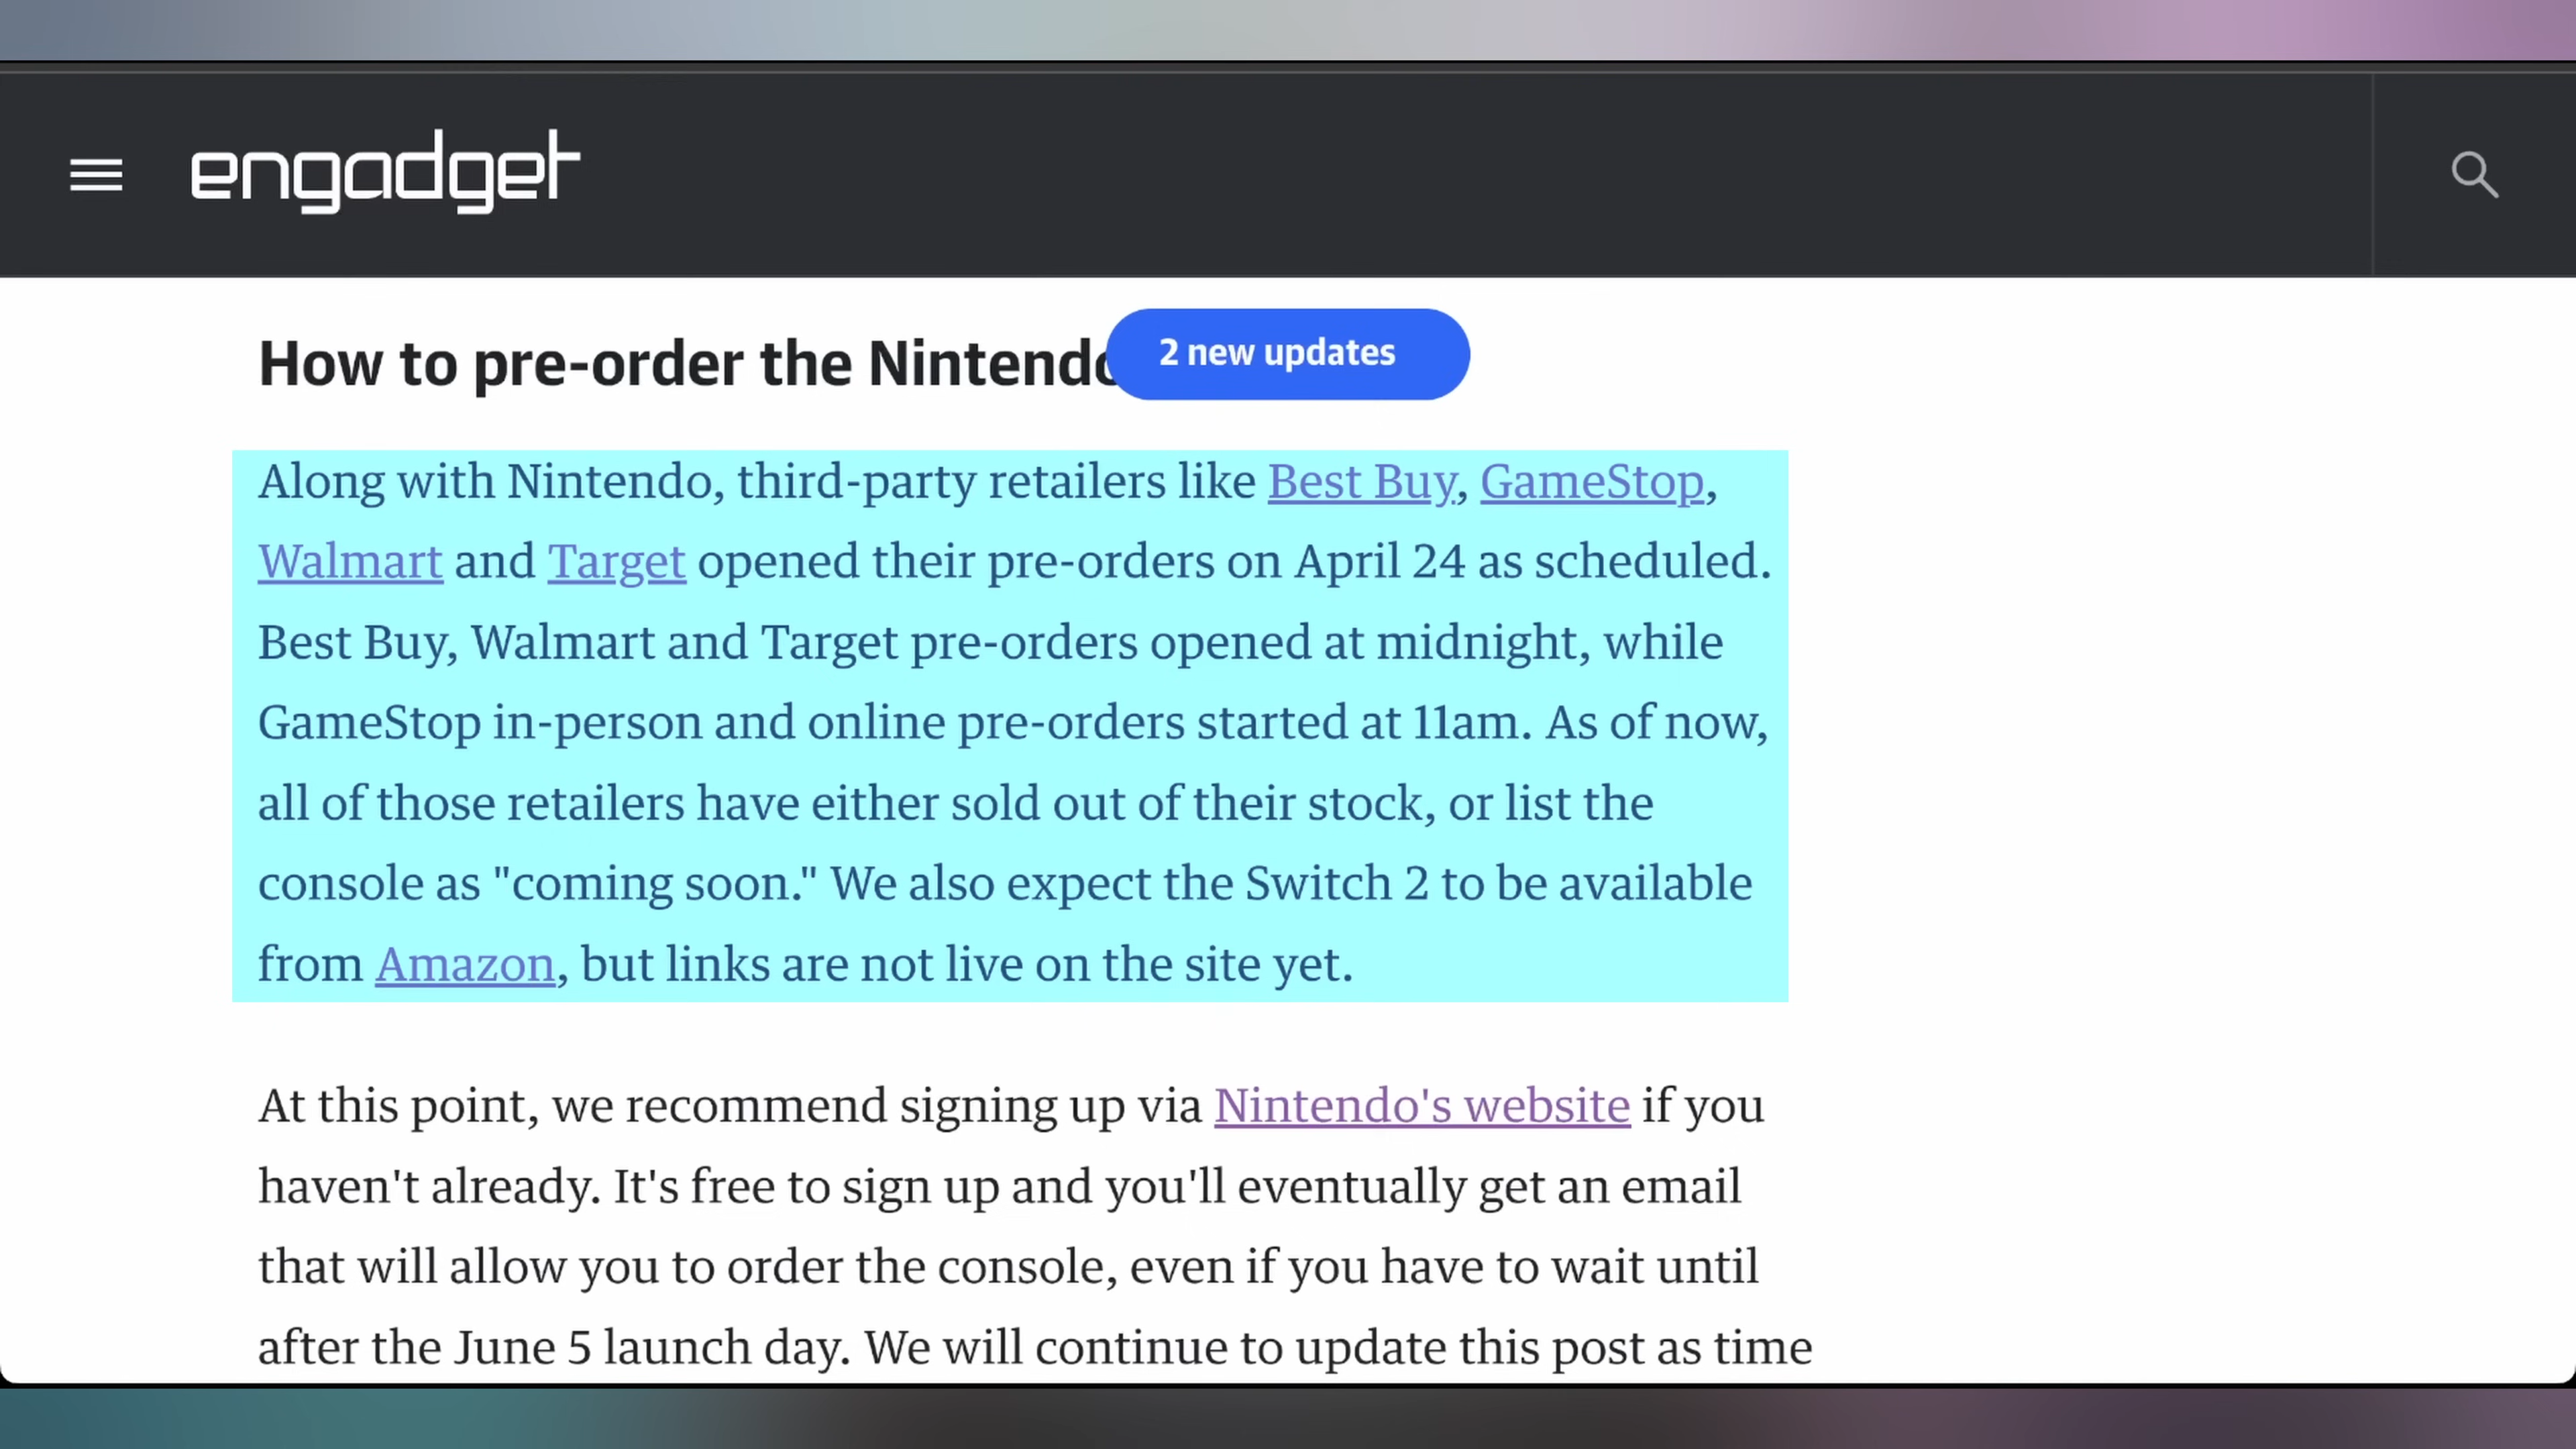 engadget
How to pre-order the Nintendo
2 new updates
Along with Nintendo, third-party retailers like Best Buy, GameStop,
Walmart and Target opened their pre-orders on April 24 as scheduled.
Best Buy, Walmart and Target pre-orders opened at midnight, while
GameStop in-person and online pre-orders started at 11am. As of now,
all of those retailers have either sold out of their stock, or list the
console as "coming soon." We also expect the Switch 2 to be available
from Amazon, but links are not live on the site yet.
At this point, we recommend signing up via Nintendo's website if you
haven't already. It's free to sign up and you'll eventually get an email
that will allow you to order the console, even if you have to wait until
after the June 5 launch day. We will continue to update this post as time